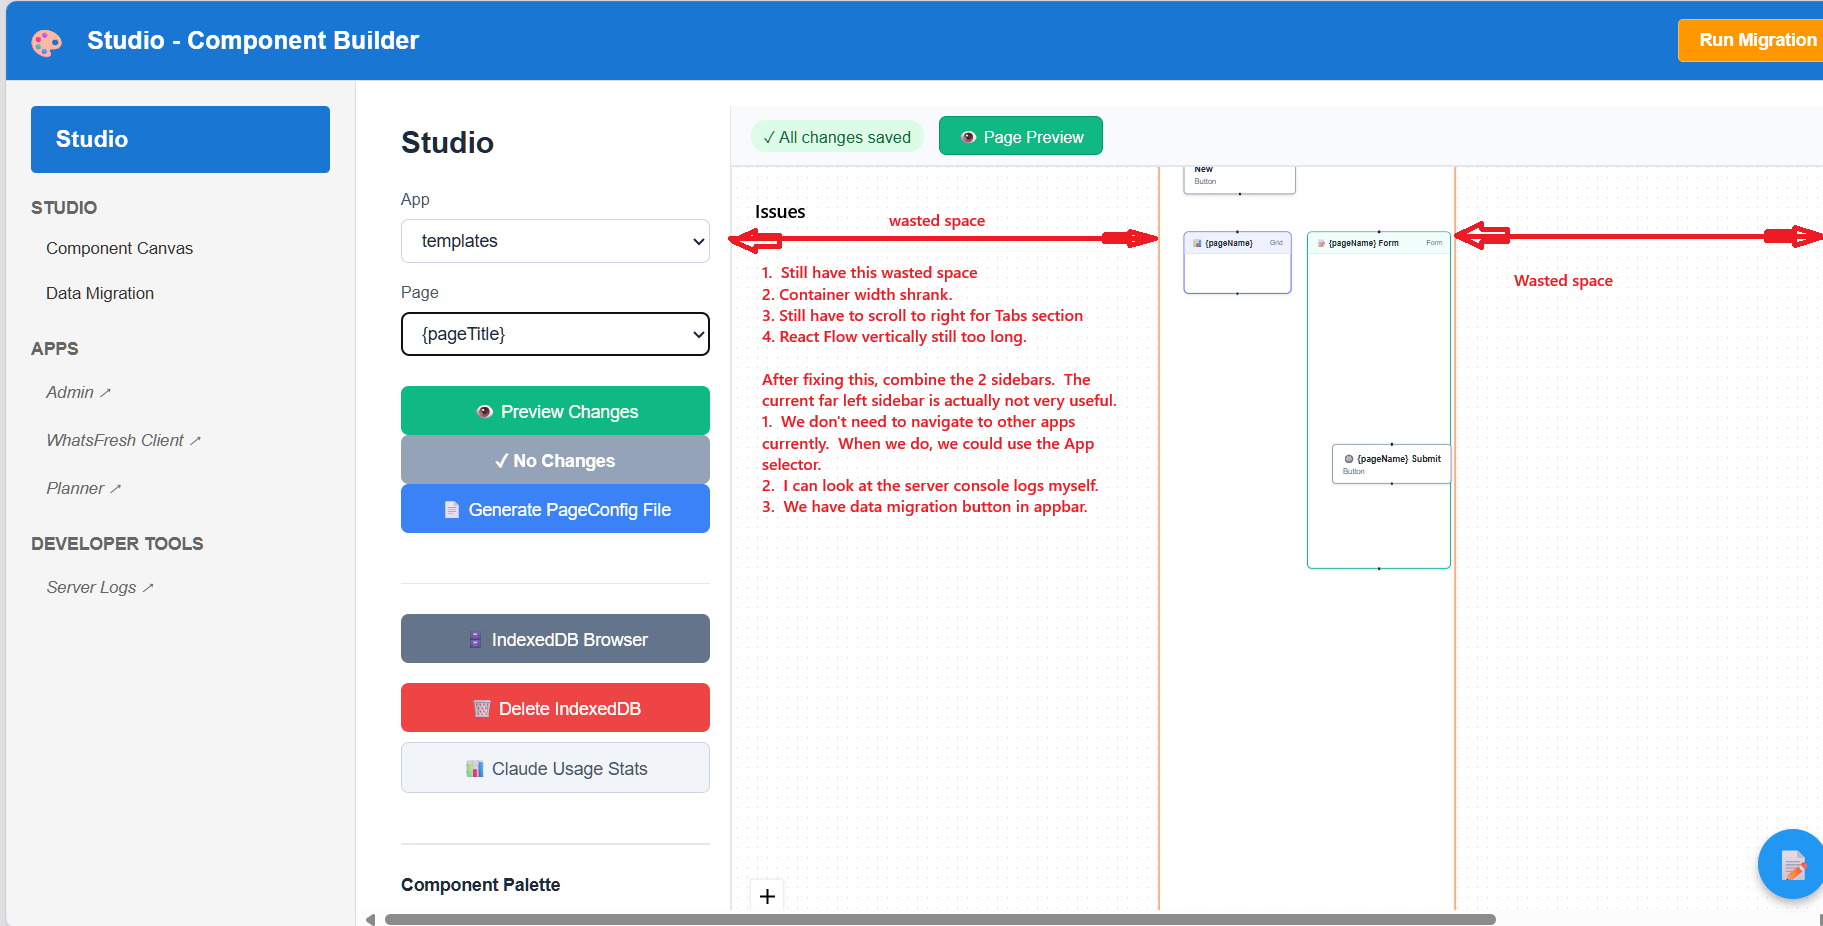 Studio - Component Builder
Run Migration
Studio
STUDIO
Component Canvas
Data Migration
APPS
Admin ↗
WhatsFresh Client ↗
Planner ↗
DEVELOPER TOOLS
Server Logs ↗
Studio
App
templates
Page
{pageTitle}
Preview Changes
✓ No Changes
Generate PageConfig File
IndexedDB Browser
Delete IndexedDB
Claude Usage Stats
Component Palette
✓ All changes saved
Page Preview
New
Button
Issues
wasted space
1. Still have this wasted space
2. Container width shrank.
3. Still have to scroll to right for Tabs section
4. React Flow vertically still too long.
After fixing this, combine the 2 sidebars. The
current far left sidebar is actually not very useful.
1. We don't need to navigate to other apps
currently. When we do, we could use the App
selector.
2. I can look at the server console logs myself.
3. We have data migration button in appbar.
{pageName} Grid
{pageName} Form Form
{pageName} Submit
Button
Wasted space
+